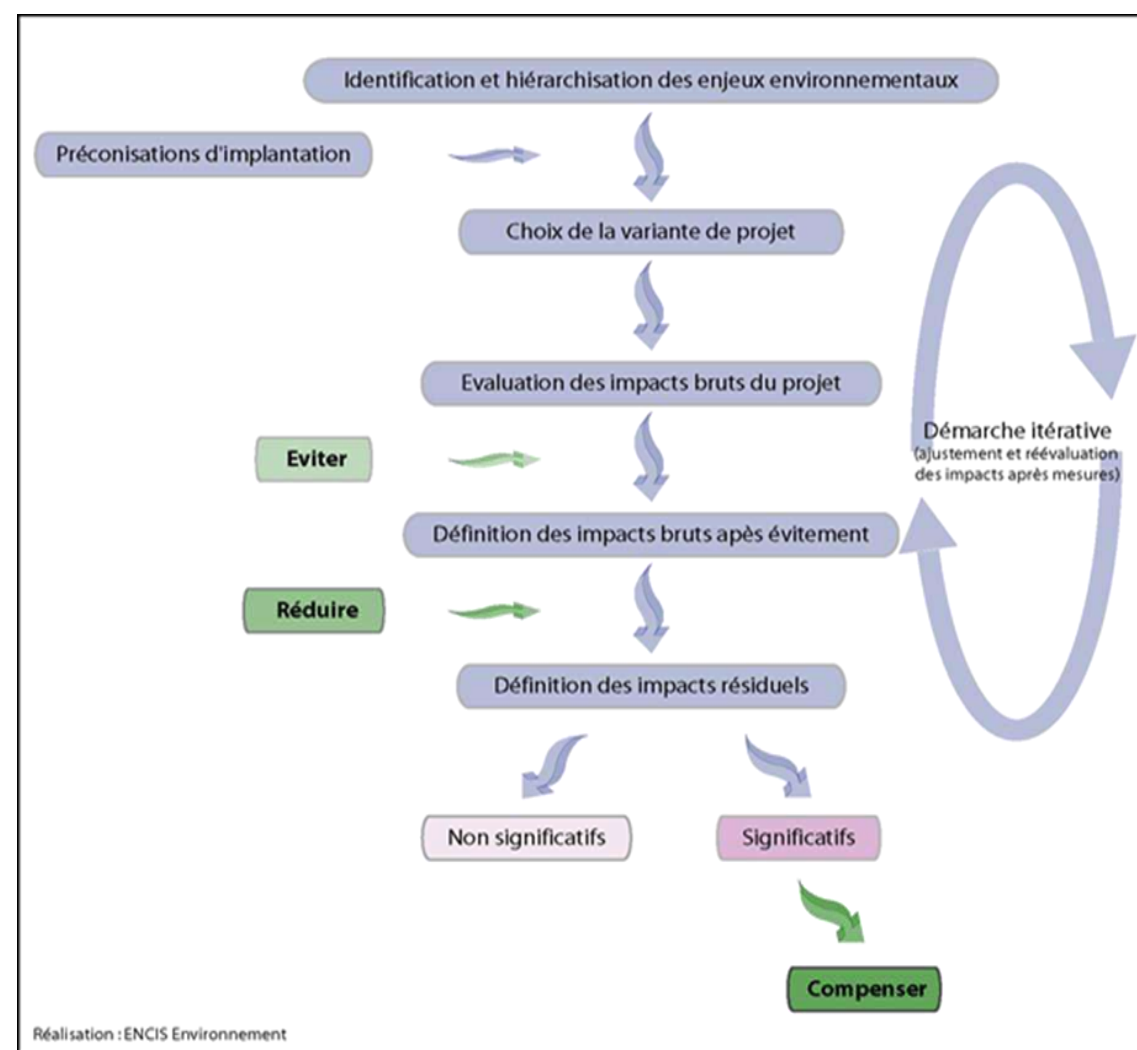 Identification et hiérarchisation des enjeux environnementaux
Préconisations d'implantation
Choix de la variante de projet
Evaluation des impacts bruts du projet
Démarche itérative
(ajustement et réévaluation
des impacts après mesures)
Eviter
Définition des impacts bruts apès évitement
Réduire
Définition des impacts résiduels
Non significatifs
Significatifs
Compenser
Réalisation : ENCIS Environnement